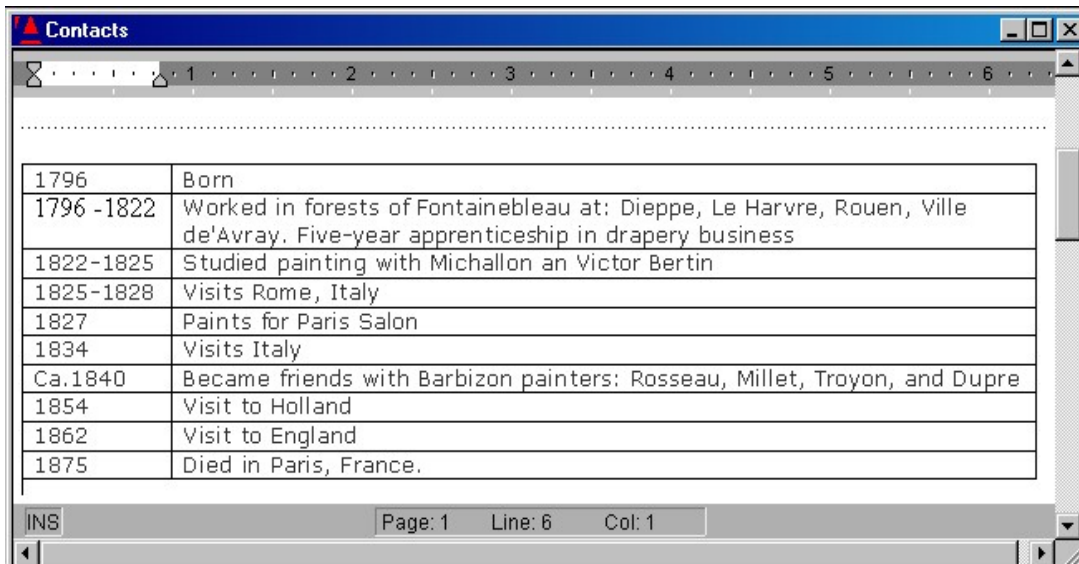 Contacts
1 2 3 4 5 6
1796 Born
1796 -1822 Worked in forests of Fontainebleau at: Dieppe, Le Harvre, Rouen, Ville
de'Avray. Five-year apprenticeship in drapery business
1822-1825 Studied painting with Michallon an Victor Bertin
1825-1828 Visits Rome, Italy
1827 Paints for Paris Salon
1834 Visits Italy
Ca.1840 Became friends with Barbizon painters: Rosseau, Millet, Troyon, and Dupre
1854 Visit to Holland
1862 Visit to England
1875 Died in Paris, France.
INS Page: 1 Line: 6 Col: 1